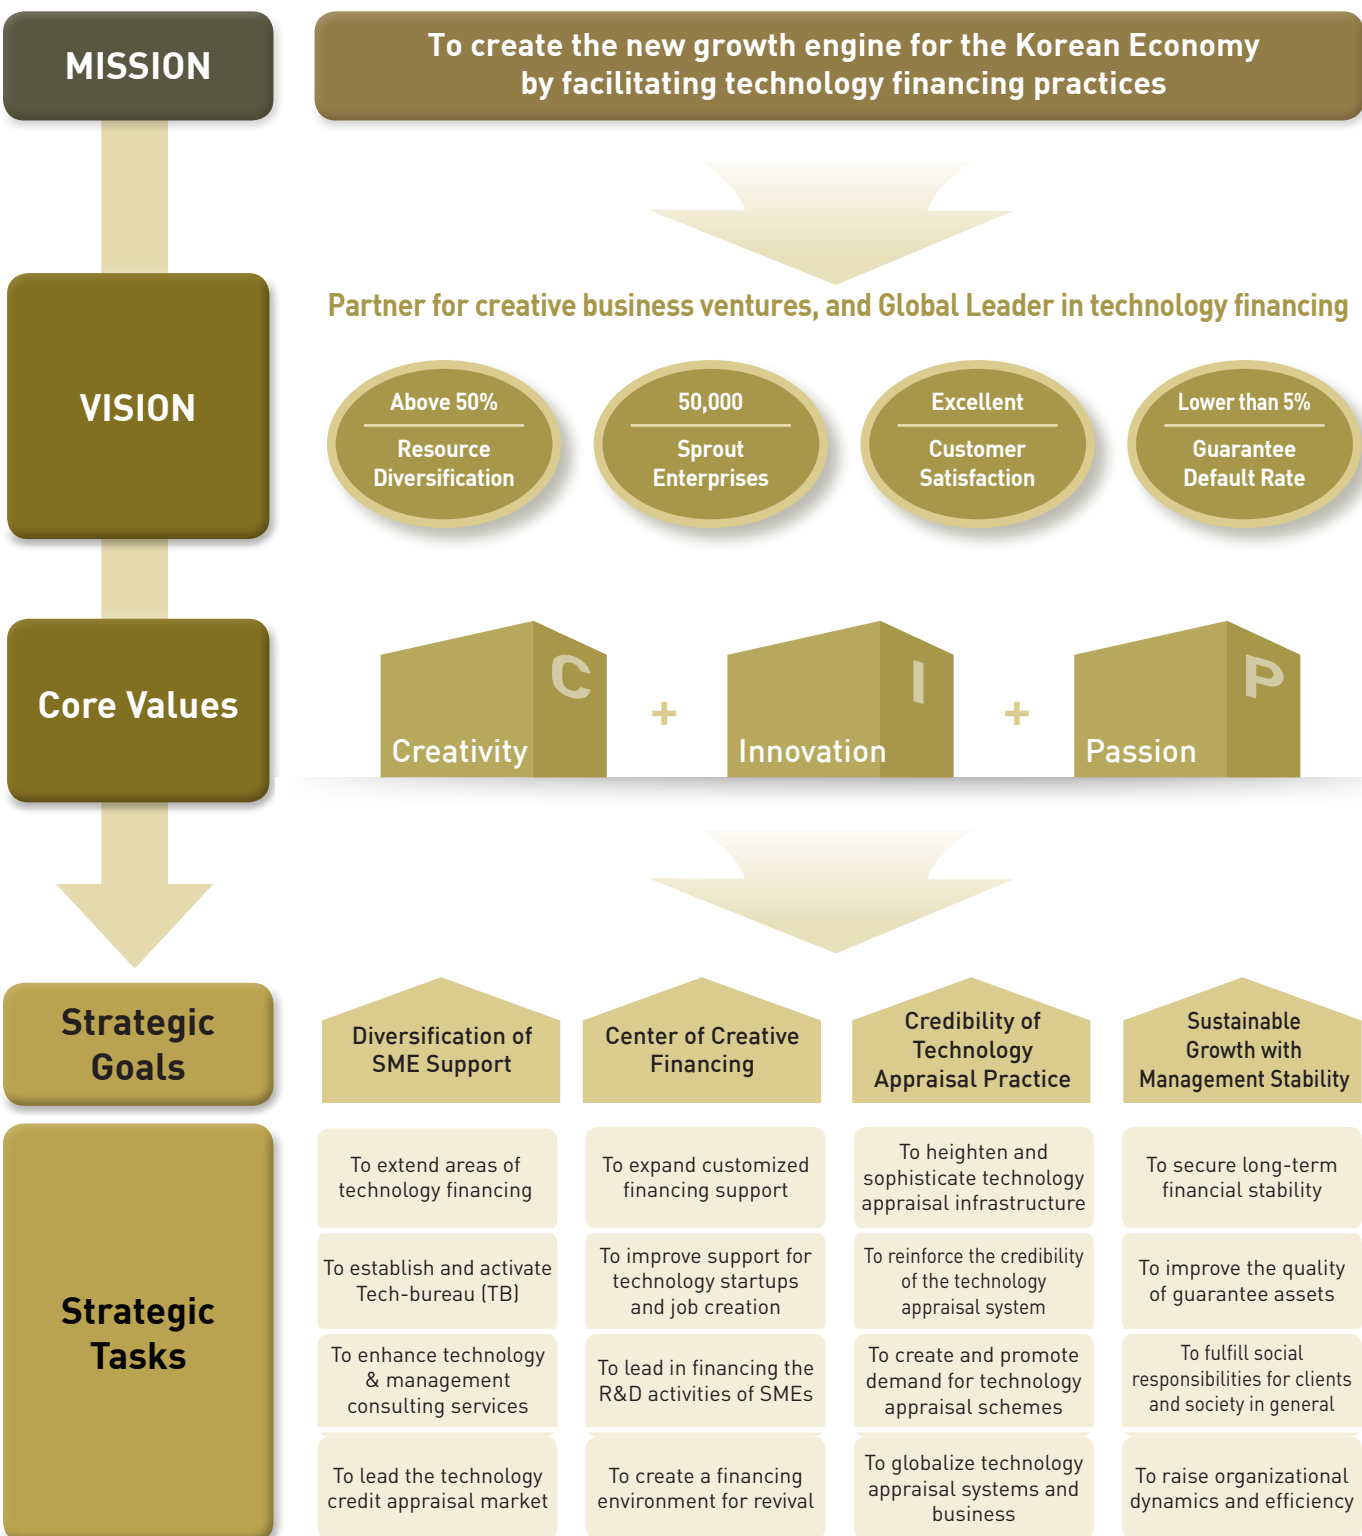 MISSION
To create the new growth engine for the Korean Economy
by facilitating technology financing practices
VISION
Partner for creative business ventures, and Global Leader in technology financing
Above 50%
Resource
Diversification
50,000
Sprout
Enterprises
Excellent
Customer
Satisfaction
Lower than 5%
Guarantee
Default Rate
Core Values
C
Creativity
+
I
Innovation
+
P
Passion
Strategic
Goals
Diversification of
SME Support
Center of Creative
Financing
Credibility of
Technology
Appraisal Practice
Sustainable
Growth with
Management Stability
Strategic
Tasks
To extend areas of
technology financing
To expand customized
financing support
To heighten and
sophisticate technology
appraisal infrastructure
To secure long-term
financial stability
To establish and activate
Tech-bureau (TB)
To improve support for
technology startups
and job creation
To reinforce the credibility
of the technology
appraisal system
To improve the quality
of guarantee assets
To enhance technology
& management
consulting services
To lead in financing the
R&D activities of SMEs
To create and promote
demand for technology
appraisal schemes
To fulfill social
responsibilities for clients
and society in general
To lead the technology
credit appraisal market
To create a financing
environment for revival
To globalize technology
appraisal systems and
business
To raise organizational
dynamics and efficiency